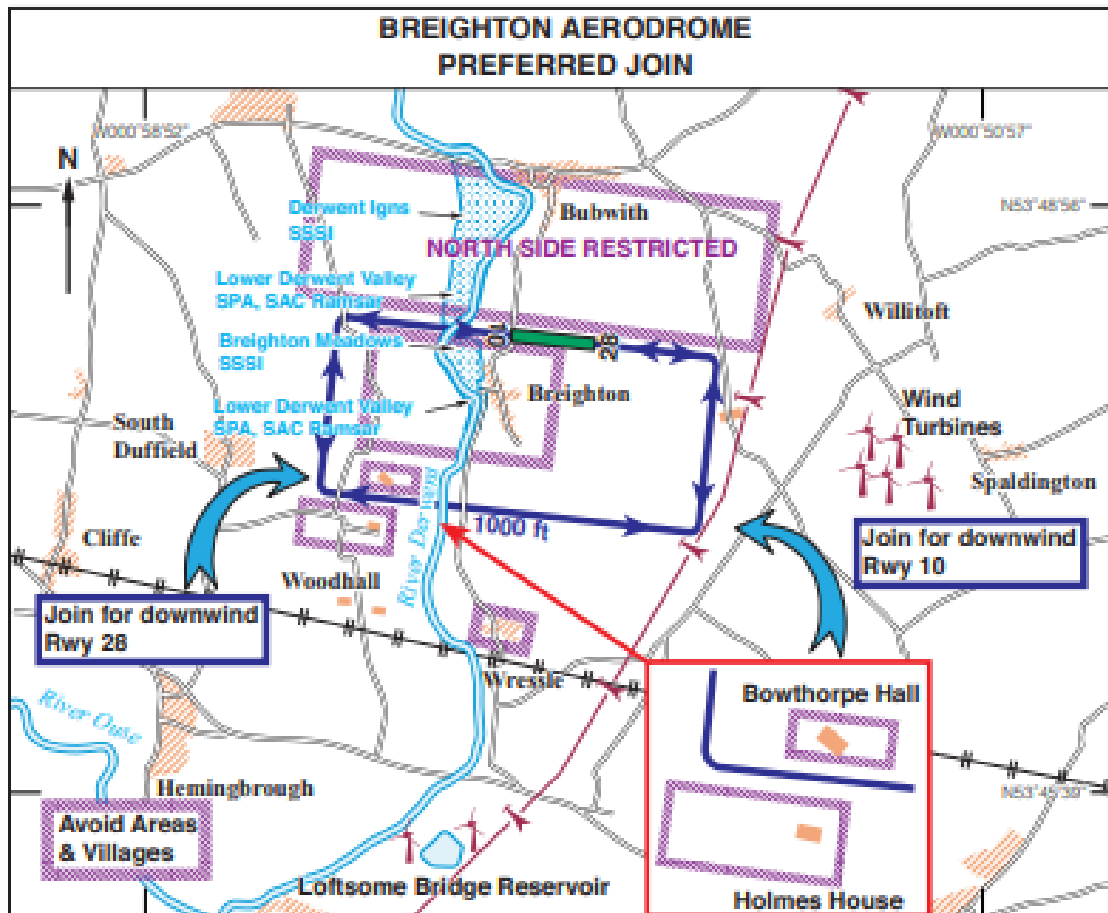 BREIGHTON AERODROME
PREFERRED JOIN
W000°58'52"
W000°50'57"
N
N53°48'56"
Derwent Igns
SSSI
Bubwith
NORTH SIDE RESTRICTED
Lower Derwent Valley
SPA, SAC Ramsar
Willitoft
10
28
Breighton Meadows
SSSI
Breighton
Lower Derwent Valley
SPA, SAC Ramsar
Wind
Turbines
South
Duffield
Spaldington
River Derwent
1000 ft
Cliffe
Join for downwind
Rwy 10
Woodhall
Join for downwind
Rwy 28
Wressle
Bowthorpe Hall
River Ouse
Hemingbrough
N53°45'39"
Avoid Areas
& Villages
Loftsome Bridge Reservoir
Holmes House